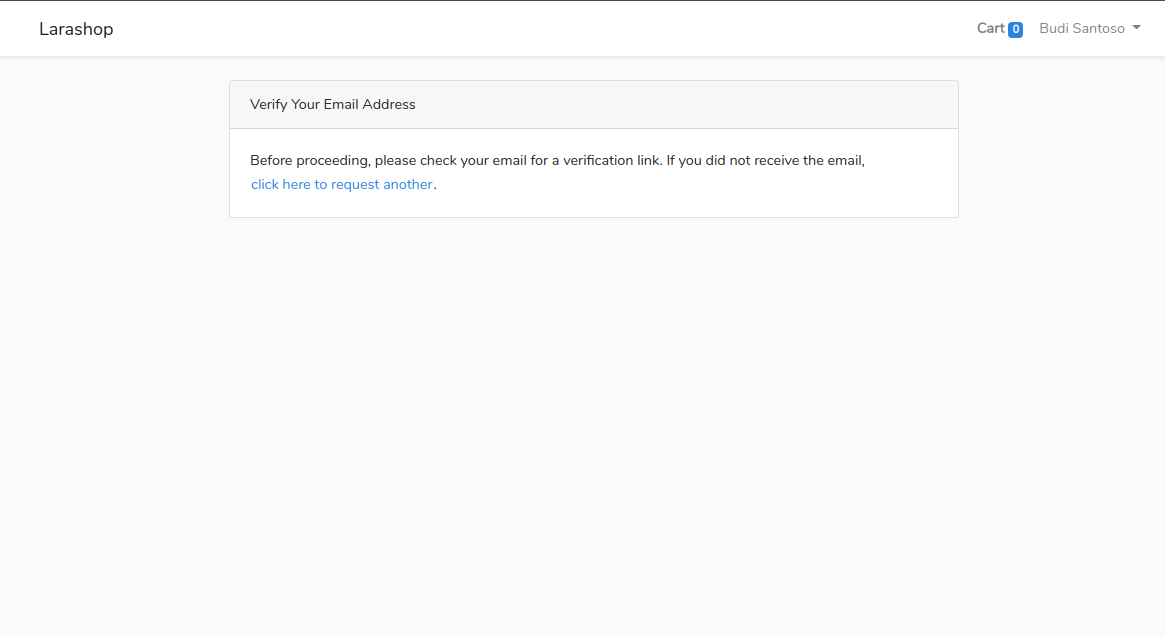 Larashop
Cart 0
Budi Santoso
Verify Your Email Address
Before proceeding, please check your email for a verification link. If you did not receive the email,
click here to request another.